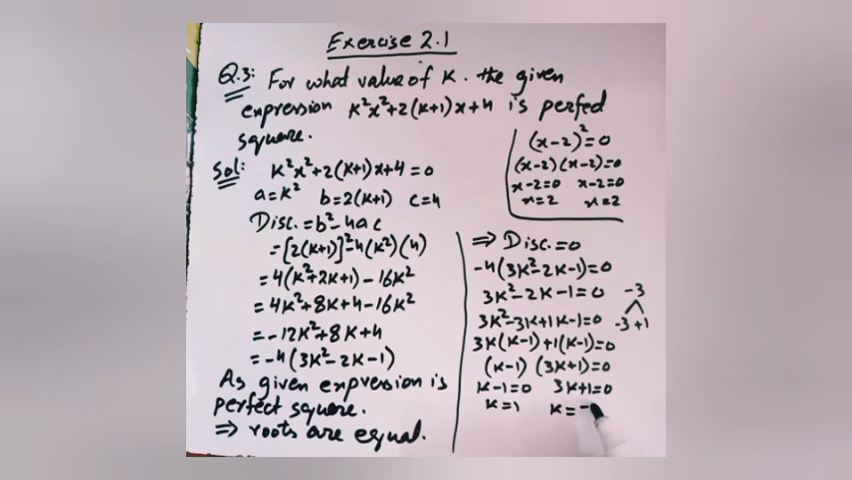 Exercise 2.1
Q.3: For what value of K. the given
expression K²x²+2(K+1)x+4 is perfect
square.
Sol: K²x²+2(K+1)x+4=0
a=K² b=2(K+1) c=4
Disc.=b²-4ac
=[2(K+1)]²-4(K²)(4)
=4(K²+2K+1)-16K²
=4K²+8K+4-16K²
=-12K²+8K+4
=-4(3K²-2K-1)
As given expression is
perfect square.
⇒ roots are equal.
(x-2)²=0
(x-2)(x-2)=0
x-2=0 x-2=0
x=2 x=2
⇒ Disc.=0
-4(3K²-2K-1)=0
3K²-2K-1=0 -3
3K²-3K+1K-1=0 -3+1
3K(K-1)+1(K-1)=0
(K-1)(3K+1)=0
K-1=0 3K+1=0
K=1 K=-